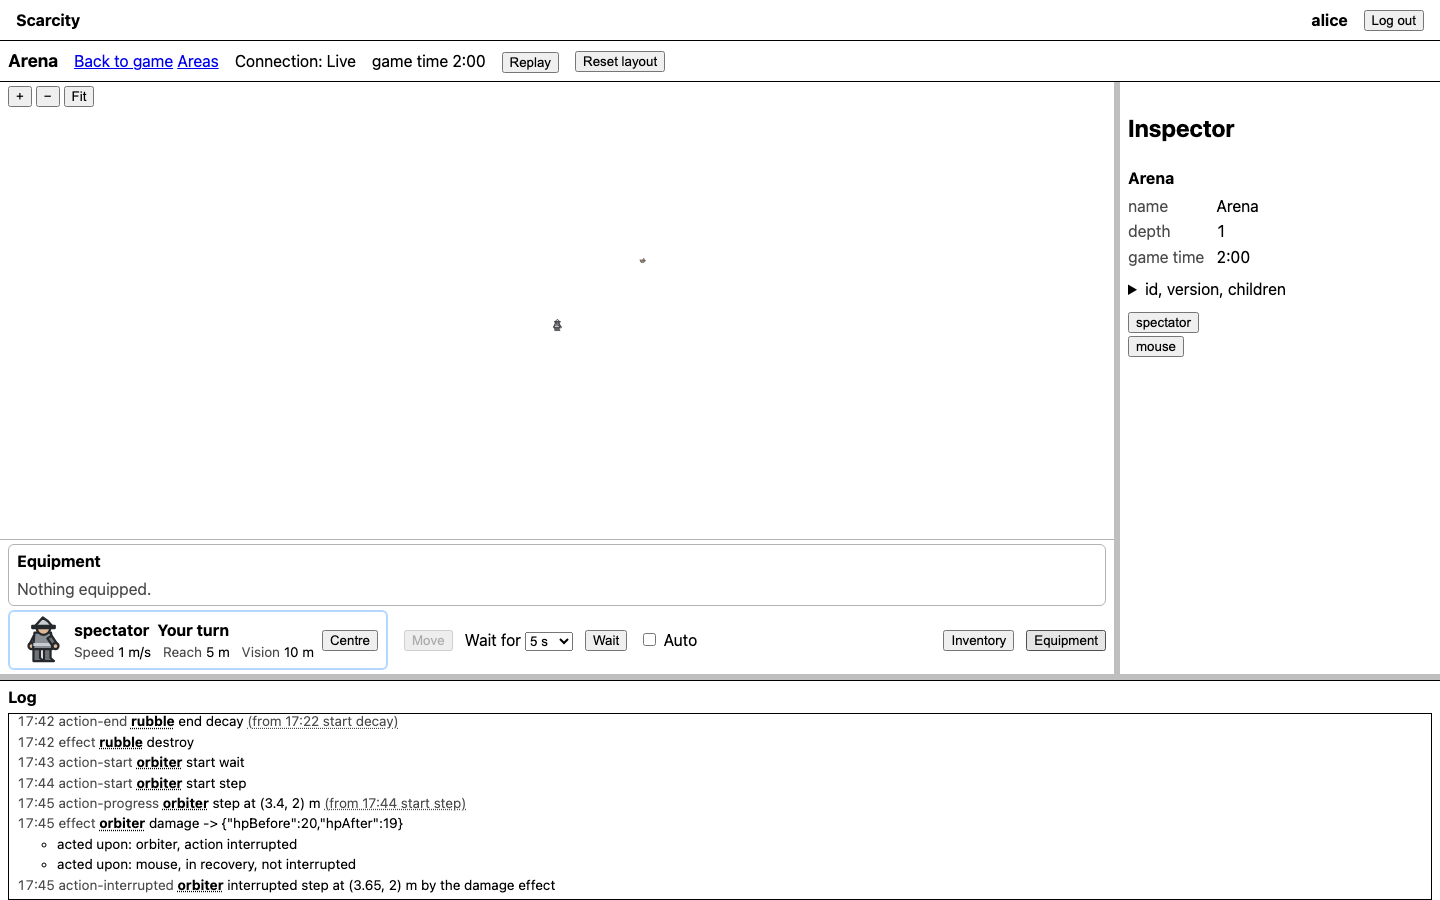 Scarcity
alice
Log out
Arena
Back to game
Areas
Connection: Live
game time 2:00
Replay
Reset layout
+
−
Fit
Inspector
Arena
name Arena
depth 1
game time 2:00
▶ id, version, children
spectator
mouse
Equipment
Nothing equipped.
spectator Your turn
Speed 1 m/s Reach 5 m Vision 10 m
Centre
Move
Wait for 5 s
Wait
Auto
Inventory
Equipment
Log
17:42 action-end rubble end decay (from 17:22 start decay)
17:42 effect rubble destroy
17:43 action-start orbiter start wait
17:44 action-start orbiter start step
17:45 action-progress orbiter step at (3.4, 2) m (from 17:44 start step)
17:45 effect orbiter damage -> {"hpBefore":20,"hpAfter":19}
acted upon: orbiter, action interrupted
acted upon: mouse, in recovery, not interrupted
17:45 action-interrupted orbiter interrupted step at (3.65, 2) m by the damage effect